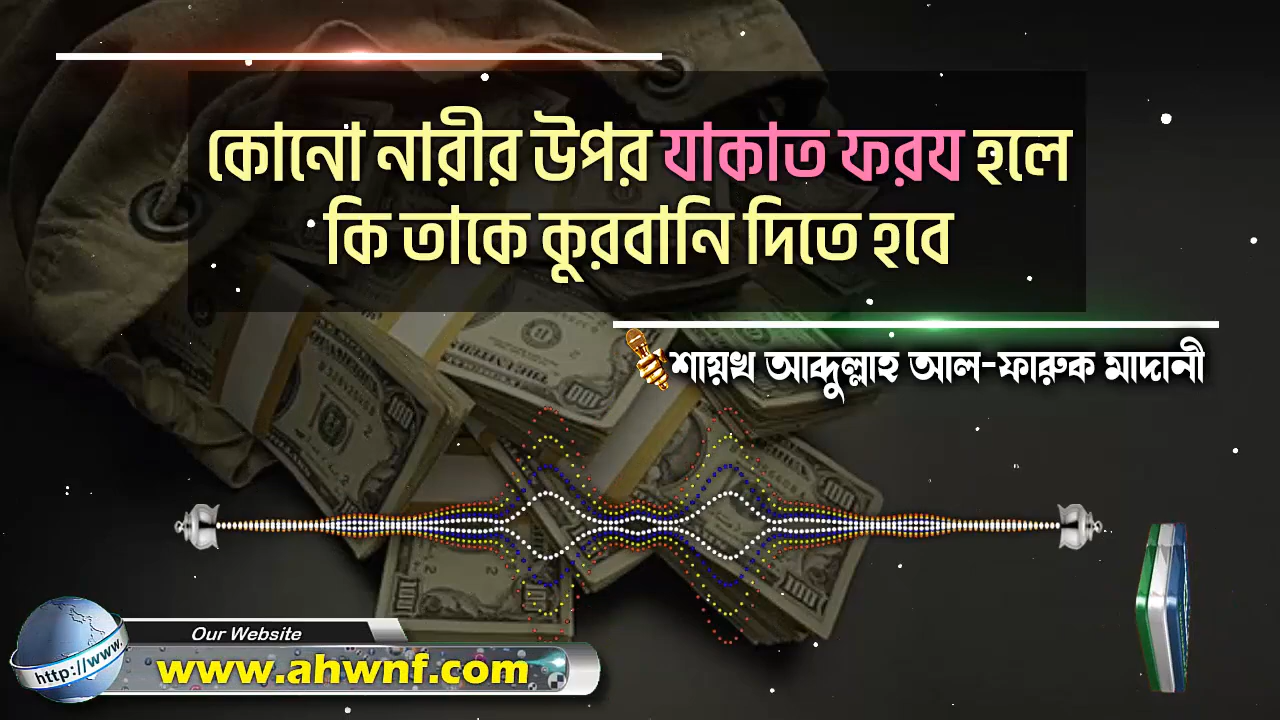 কোনো নারীর উপর যাকাত ফরয হলে
কি তাকে কুরবানি দিতে হবে
শায়খ আব্দুল্লাহ আল-ফারুক মাদানী
Our Website
http://www.
www.ahwnf.com